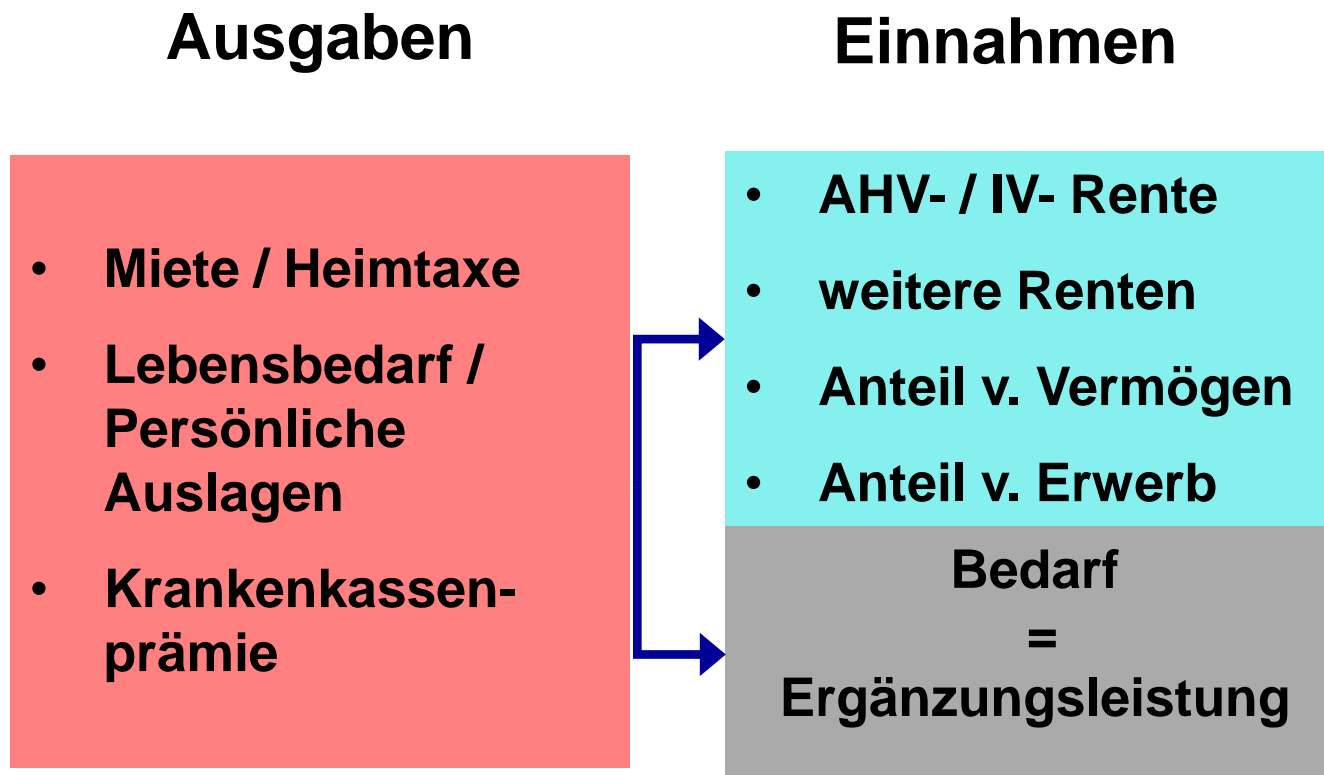 Ausgaben
Einnahmen
• Miete / Heimtaxe
• Lebensbedarf /
Persönliche
Auslagen
• Krankenkassen-
prämie
• AHV- / IV- Rente
• weitere Renten
• Anteil v. Vermögen
• Anteil v. Erwerb
Bedarf
=
Ergänzungsleistung